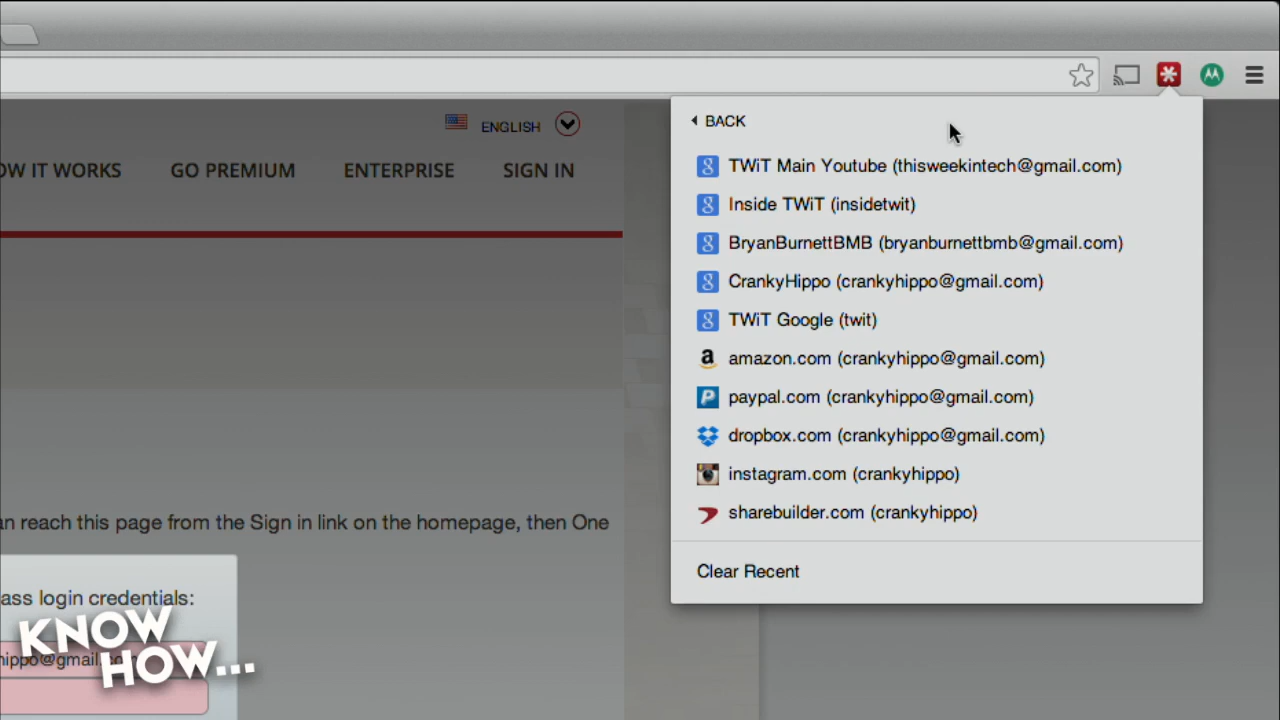 ENGLISH
OW IT WORKS
GO PREMIUM
ENTERPRISE
SIGN IN
BACK
TWiT Main Youtube (thisweekintech@gmail.com)
Inside TWiT (insidetwit)
BryanBurnettBMB (bryanburnettbmb@gmail.com)
CrankyHippo (crankyhippo@gmail.com)
TWiT Google (twit)
amazon.com (crankyhippo@gmail.com)
paypal.com (crankyhippo@gmail.com)
dropbox.com (crankyhippo@gmail.com)
instagram.com (crankyhippo)
sharebuilder.com (crankyhippo)
Clear Recent
an reach this page from the Sign in link on the homepage, then One
ass login credentials:
hippo@gmail.com
KNOW
HOW...